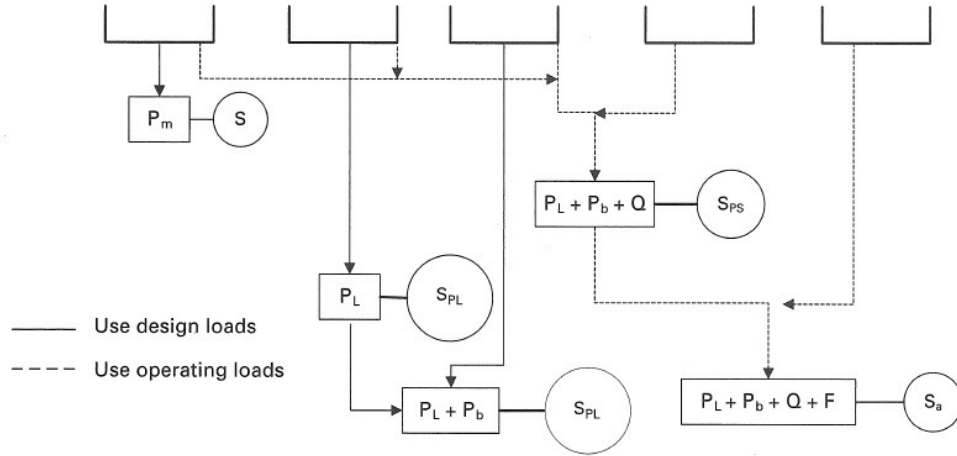 Pm
S
PL + Pb + Q
SPS
PL
SPL
Use design loads
Use operating loads
PL + Pb
SPL
PL + Pb + Q + F
Sa